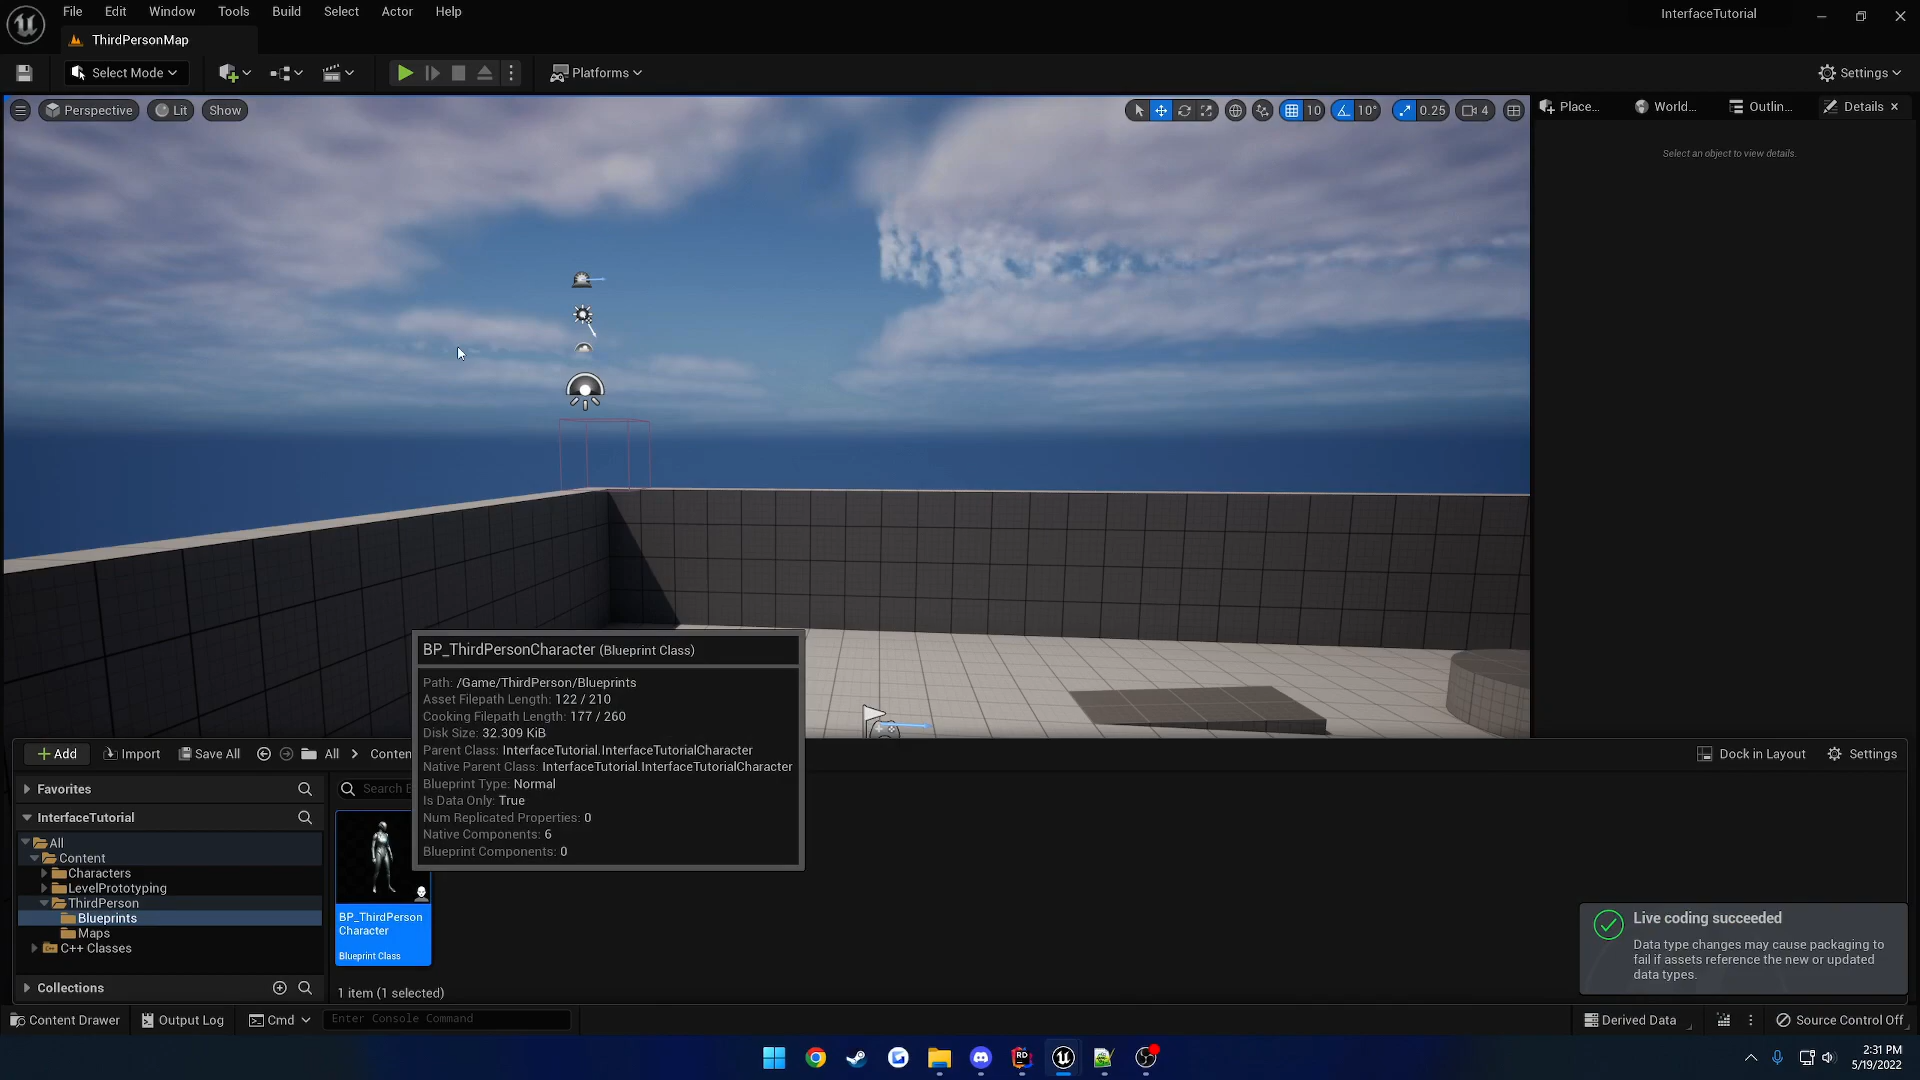 File Edit Window Tools Build Select Actor Help
InterfaceTutorial
ThirdPersonMap
Select Mode
Platforms
Settings
Perspective Lit Show
10 10° 0.25 4
Place... World... Outlin... Details
Select an object to view details.
BP_ThirdPersonCharacter (Blueprint Class)
Path: /Game/ThirdPerson/Blueprints
Asset Filepath Length: 122 / 210
Cooking Filepath Length: 177 / 260
Disk Size: 32.309 KiB
Parent Class: InterfaceTutorial.InterfaceTutorialCharacter
Native Parent Class: InterfaceTutorial.InterfaceTutorialCharacter
Blueprint Type: Normal
Is Data Only: True
Num Replicated Properties: 0
Native Components: 6
Blueprint Components: 0
Add Import Save All All > Conten
Dock in Layout Settings
Favorites
Search
InterfaceTutorial
All
Content
Characters
LevelPrototyping
ThirdPerson
Blueprints
Maps
C++ Classes
Collections
BP_ThirdPerson
Character
Blueprint Class
1 item (1 selected)
Live coding succeeded
Data type changes may cause packaging to
fail if assets reference the new or updated
data types.
Content Drawer Output Log Cmd Enter Console Command
Derived Data Source Control Off
RD
2:31 PM
5/19/2022